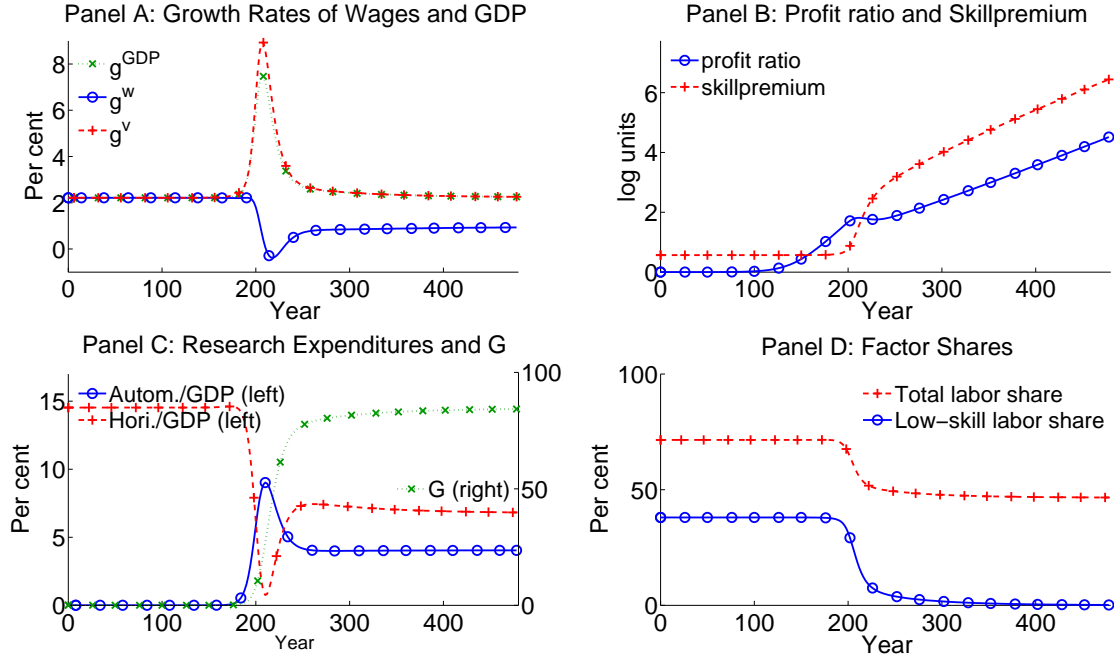 Panel A: Growth Rates of Wages and GDP
8
6
4
2
0
Per cent
g^GDP
g^w
g^v
0 100 200 300 400
Year
Panel B: Profit ratio and Skillpremium
6
4
2
0
log units
profit ratio
skillpremium
0 100 200 300 400
Year
Panel C: Research Expenditures and G
15
10
5
0
Per cent
Autom./GDP (left)
Hori./GDP (left)
G (right)
100
50
0
0 100 200 300 400
Year
Panel D: Factor Shares
100
50
0
Per cent
Total labor share
Low-skill labor share
0 100 200 300 400
Year